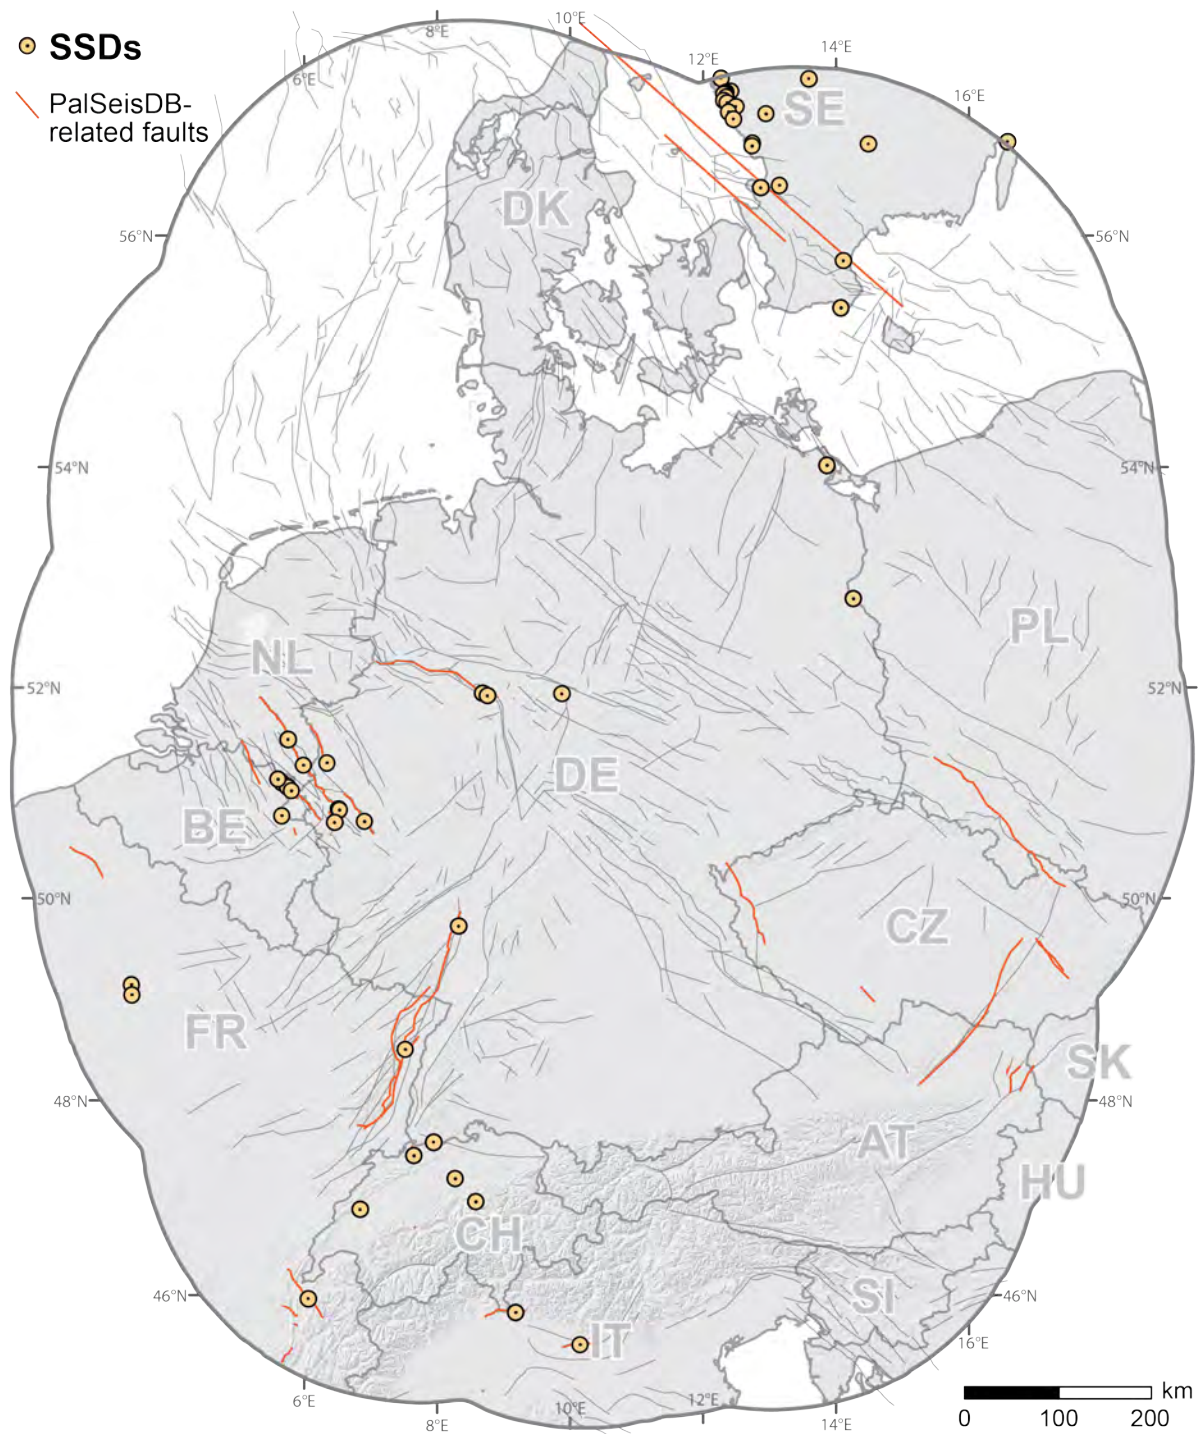 SSDs
PalSeisDB-
related faults
6°E
8°E
10°E
12°E
14°E
16°E
SE
DK
56°N
56°N
54°N
54°N
NL
PL
52°N
52°N
DE
BE
50°N
50°N
CZ
FR
SK
48°N
48°N
AT
HU
CH
SI
46°N
46°N
IT
16°E
6°E
8°E
10°E
12°E
14°E
km
0 100 200